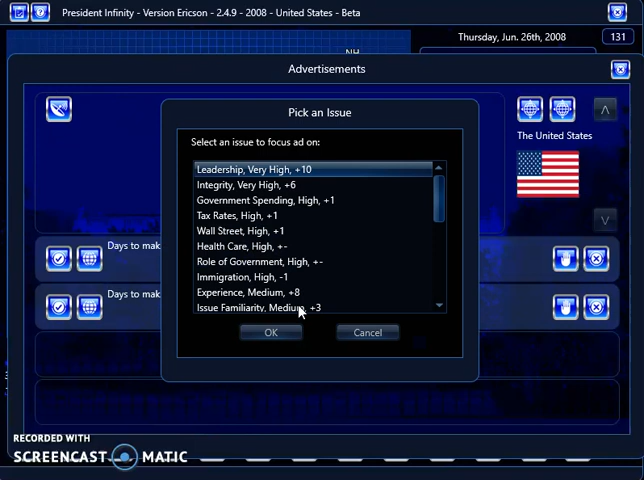 President Infinity - Version Ericson - 2.4.9 - 2008 - United States - Beta
Thursday, Jun. 26th, 2008
131
NH
Advertisements
Pick an Issue
Select an issue to focus ad on:
The United States
Leadership, Very High, +10
Integrity, Very High, +6
Government Spending, High, +1
Tax Rates, High, +1
Wall Street, High, +1
Health Care, High, +-
Role of Government, High, +-
Immigration, High, -1
Experience, Medium, +8
Issue Familiarity, Medium, +3
Days to mak
Days to mak
OK
Cancel
RECORDED WITH
SCREENCAST MATIC